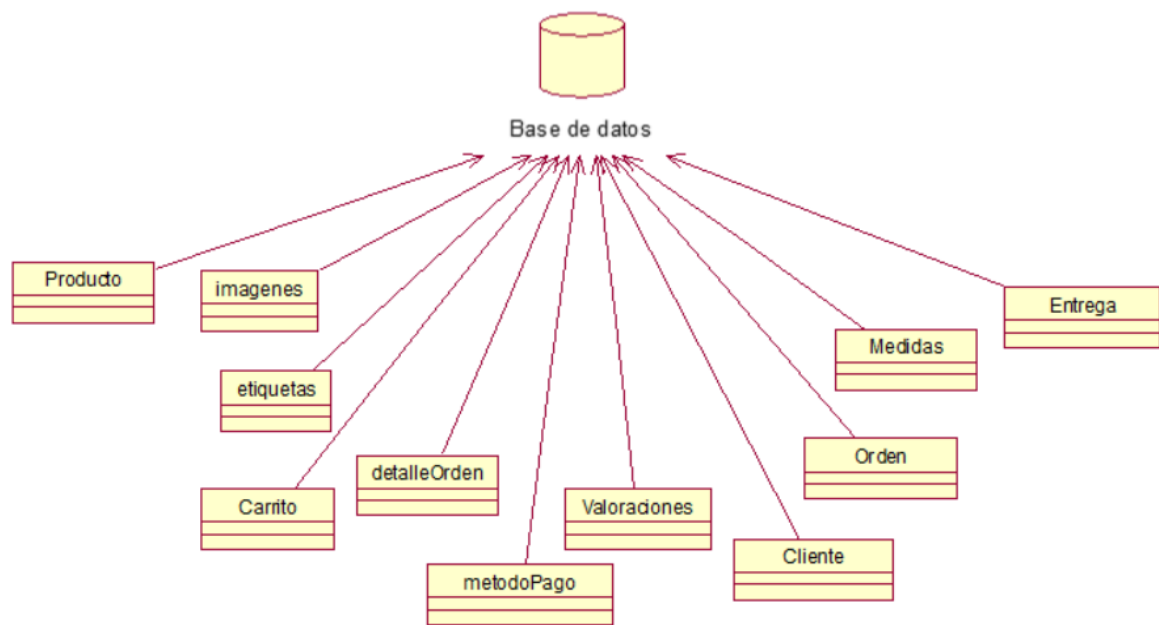 Base de datos
Producto
imagenes
Entrega
Medidas
etiquetas
Orden
detalleOrden
Carrito
Valoraciones
Cliente
metodoPago